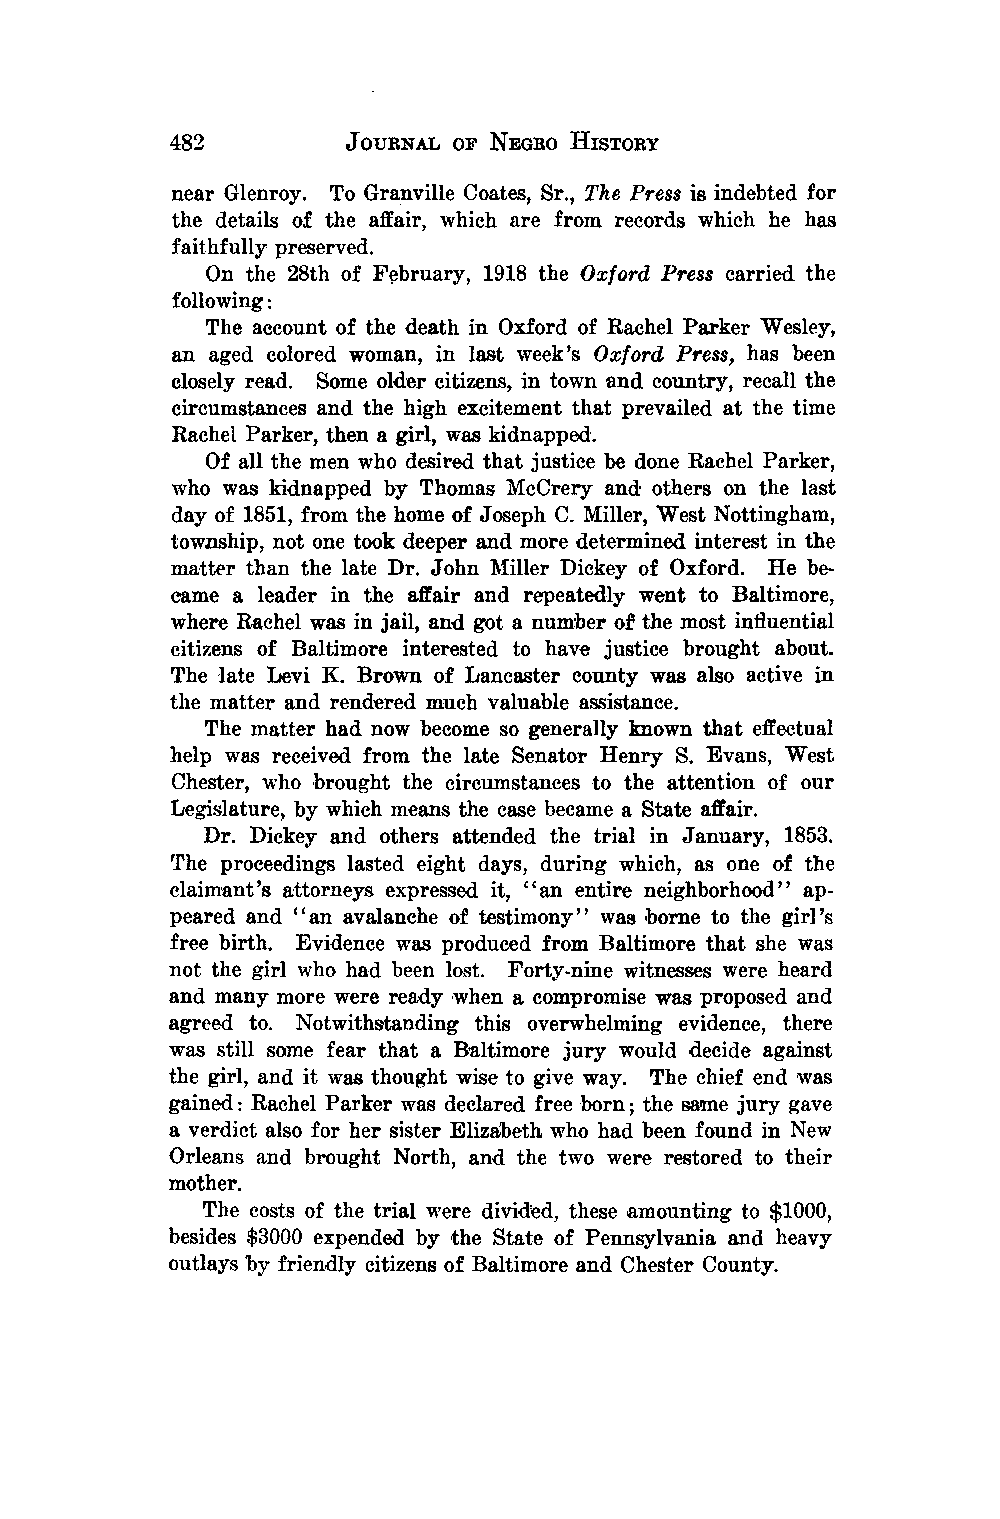 482 JOURNAL OF NEGRO HISTORY
near Glenroy. To Granville Coates, Sr., The Press is indebted for
the details of the affair, which are from records which he has
faithfully preserved.
On the 28th of February, 1918 the Oxford Press carried the
following:
The account of the death in Oxford of Rachel Parker Wesley,
an aged colored woman, in last week's Oxford Press, has been
closely read. Some older citizens, in town and country, recall the
circumstances and the high excitement that prevailed at the time
Rachel Parker, then a girl, was kidnapped.
Of all the men who desired that justice be done Rachel Parker,
who was kidnapped by Thomas McCrery and others on the last
day of 1851, from the home of Joseph C. Miller, West Nottingham,
township, not one took deeper and more determined interest in the
matter than the late Dr. John Miller Dickey of Oxford. He be-
came a leader in the affair and repeatedly went to Baltimore,
where Rachel was in jail, and got a number of the most influential
citizens of Baltimore interested to have justice brought about.
The late Levi K. Brown of Lancaster county was also active in
the matter and rendered much valuable assistance.
The matter had now become so generally known that effectual
help was received from the late Senator Henry S. Evans, West
Chester, who brought the circumstances to the attention of our
Legislature, by which means the case became a State affair.
Dr. Dickey and others attended the trial in January, 1853.
The proceedings lasted eight days, during which, as one of the
claimant's attorneys expressed it, "an entire neighborhood" ap-
peared and "an avalanche of testimony" was borne to the girl's
free birth. Evidence was produced from Baltimore that she was
not the girl who had been lost. Forty-nine witnesses were heard
and many more were ready when a compromise was proposed and
agreed to. Notwithstanding this overwhelming evidence, there
was still some fear that a Baltimore jury would decide against
the girl, and it was thought wise to give way. The chief end was
gained: Rachel Parker was declared free born; the same jury gave
a verdict also for her sister Elizabeth who had been found in New
Orleans and brought North, and the two were restored to their
mother.
The costs of the trial were divided, these amounting to $1000,
besides $3000 expended by the State of Pennsylvania and heavy
outlays by friendly citizens of Baltimore and Chester County.